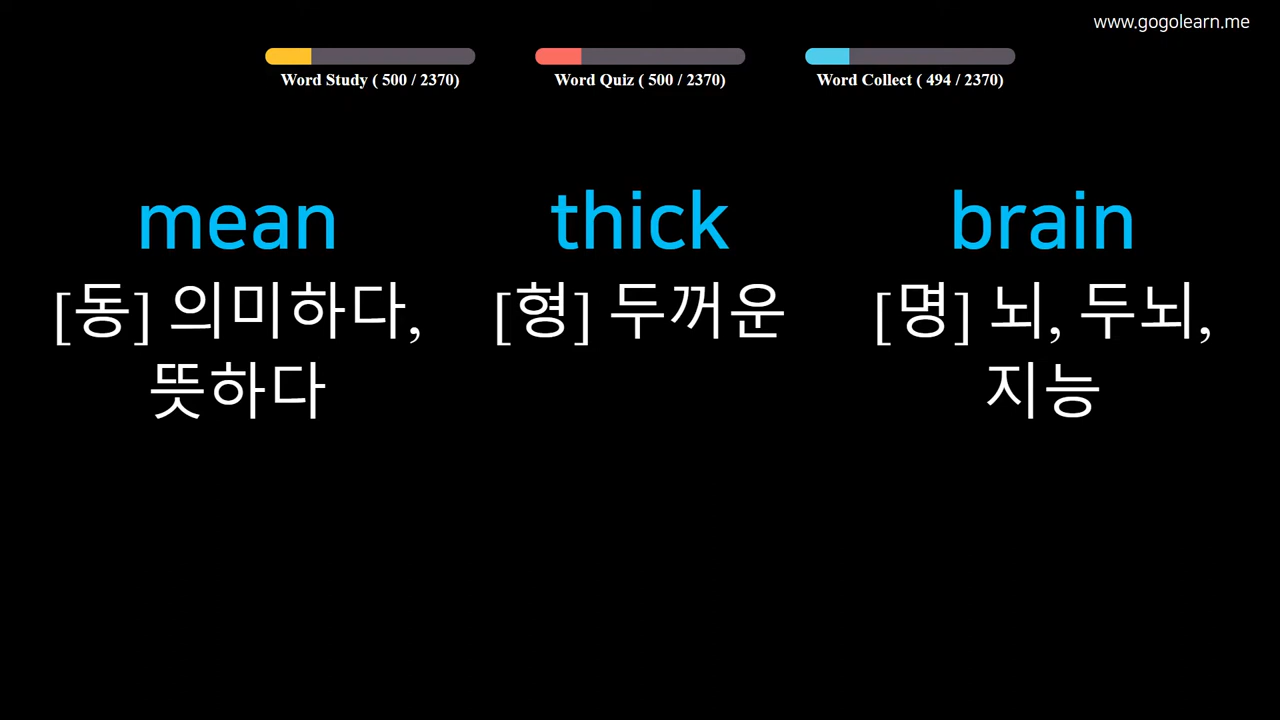 www.gogolearn.me
Word Study ( 500 / 2370)
Word Quiz ( 500 / 2370)
Word Collect ( 494 / 2370)
mean
[동] 의미하다,
뜻하다
thick
[형] 두꺼운
brain
[명] 뇌, 두뇌,
지능